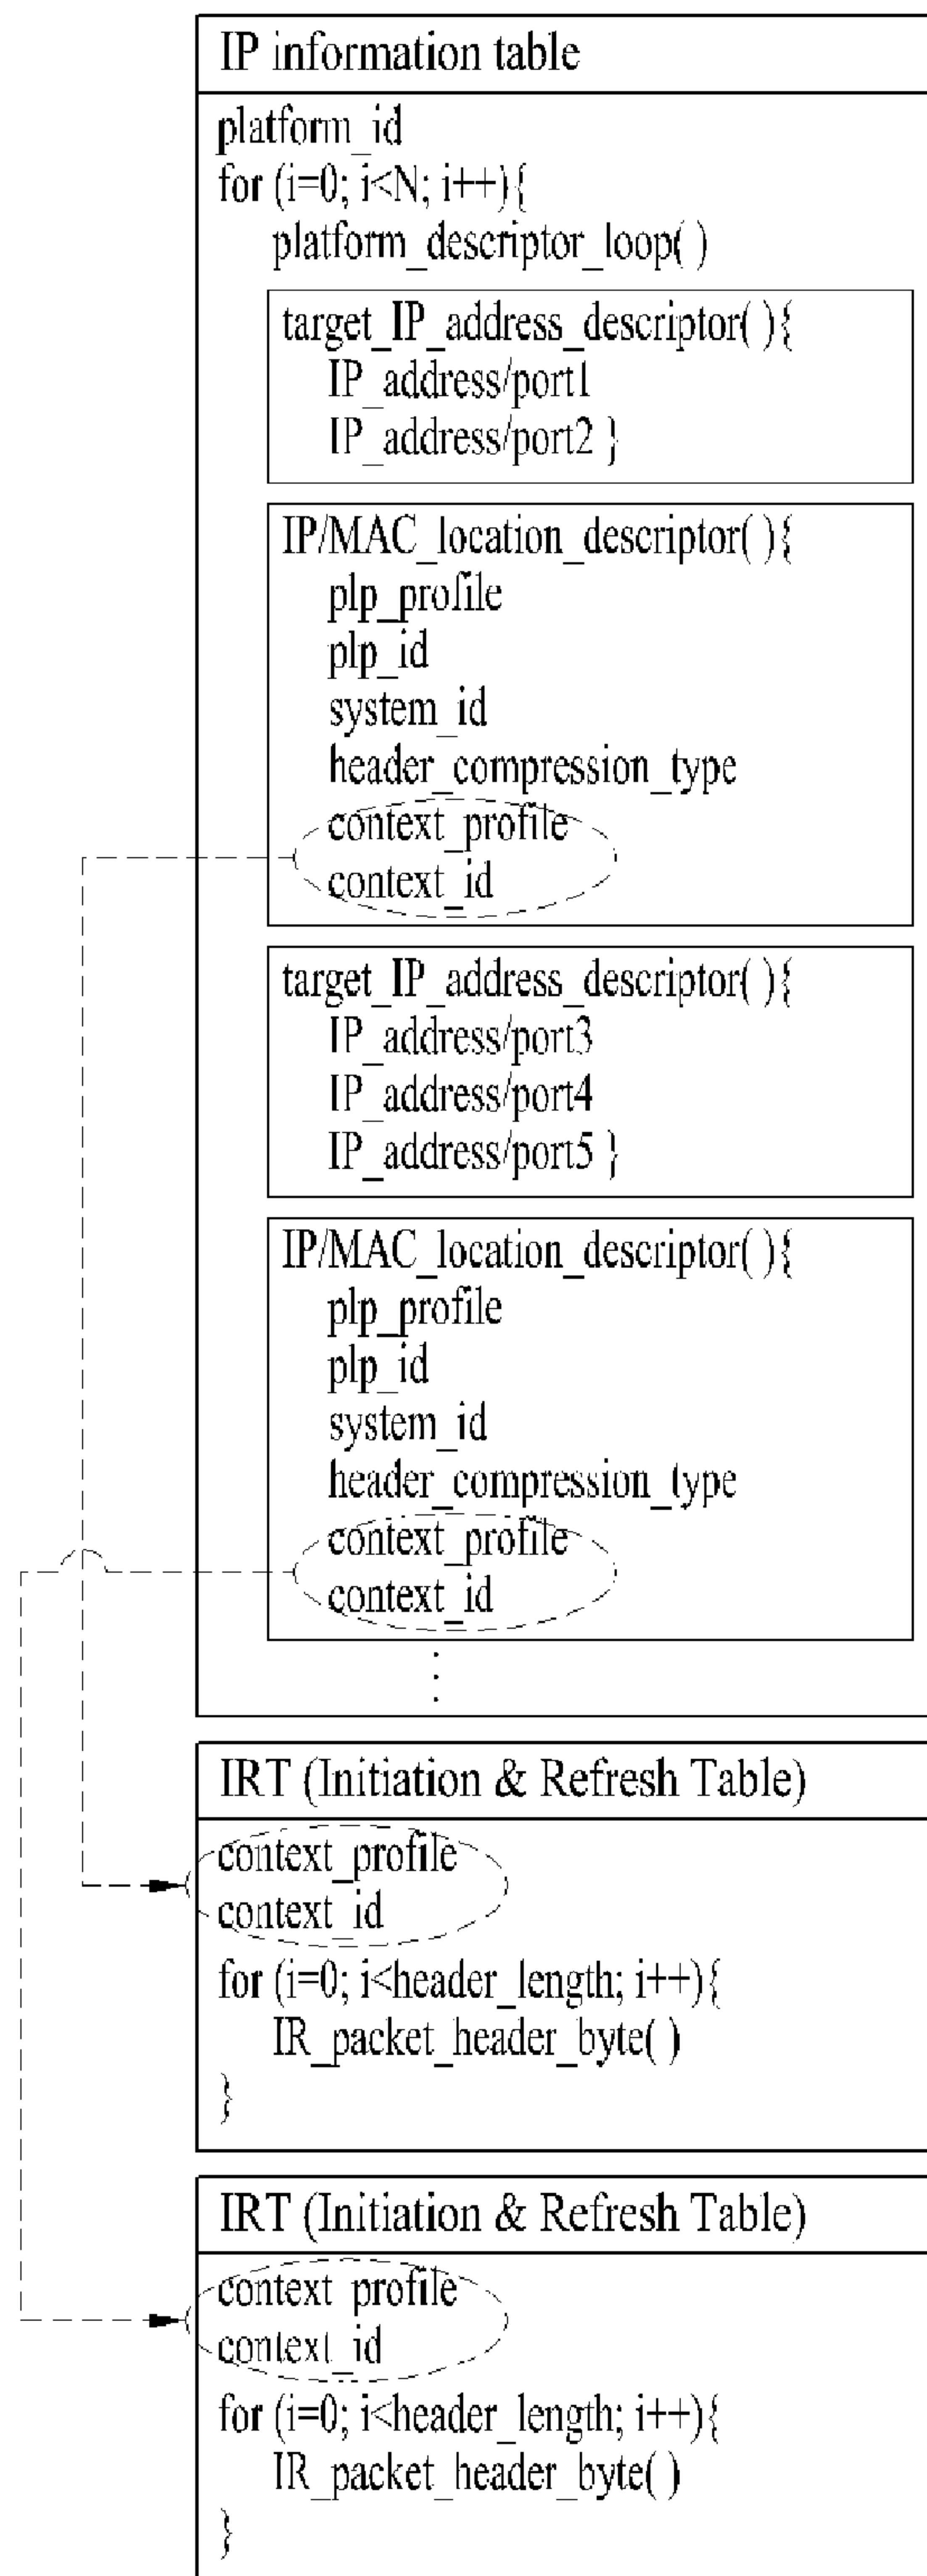 IP information table
platform_id
for (i=0; i<N; i++){
platform_descriptor_loop( )
target_IP_address_descriptor( ){
IP_address/port1
IP_address/port2 }
IP/MAC_location_descriptor( ){
plp_profile
plp_id
system_id
header_compression_type
context_profile
context_id
target_IP_address_descriptor( ){
IP_address/port3
IP_address/port4
IP_address/port5 }
IP/MAC_location_descriptor( ){
plp_profile
plp_id
system_id
header_compression_type
context_profile
context_id
⋮
IRT (Initiation & Refresh Table)
context_profile
context_id
for (i=0; i<header_length; i++){
IR_packet_header_byte( )
}
IRT (Initiation & Refresh Table)
context_profile
context_id
for (i=0; i<header_length; i++){
IR_packet_header_byte( )
}